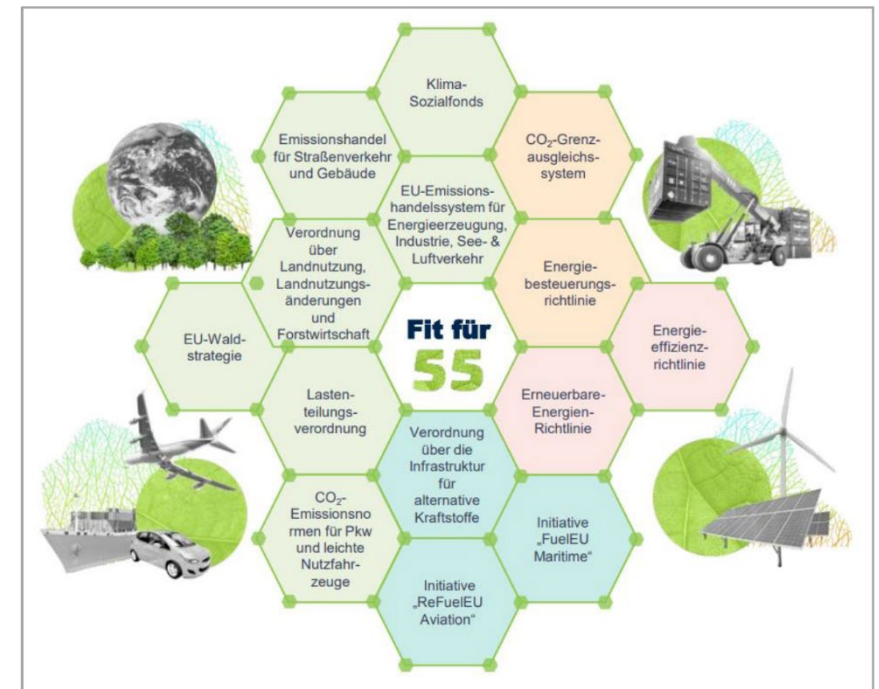 Klima-
Sozialfonds
Emissionshandel
für Straßenverkehr
und Gebäude
CO₂-Grenz-
ausgleichs-
system
EU-Emissions-
handelssystem für
Energieerzeugung,
Industrie, See- &
Luftverkehr
Verordnung
über
Landnutzung,
Landnutzungs-
änderungen
und
Forstwirtschaft
Energie-
besteuerungs-
richtlinie
EU-Wald-
strategie
Fit für
55
Energie-
effizienz-
richtlinie
Lasten-
teilungs-
verordnung
Erneuerbare-
Energien-
Richtlinie
Verordnung
über die
Infrastruktur
für
alternative
Kraftstoffe
CO₂-
Emissionsno
rmen für Pkw
und leichte
Nutzfahr-
zeuge
Initiative
„FuelEU
Maritime“
Initiative
„ReFuelEU
Aviation“